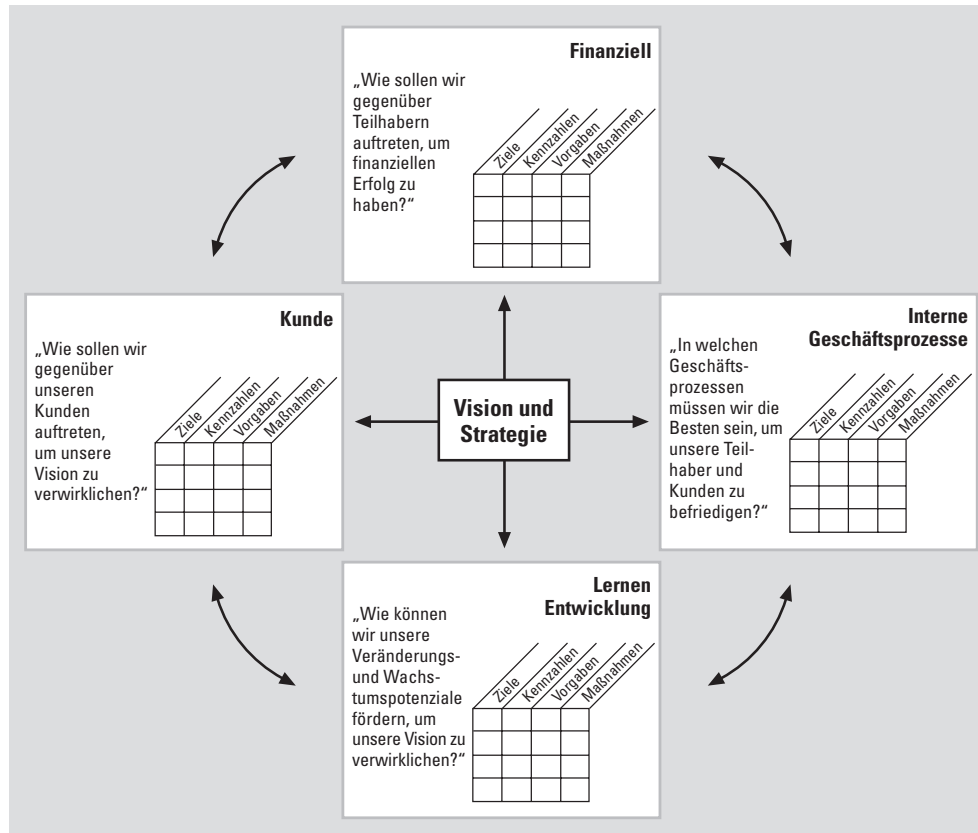 Finanziell
„Wie sollen wir
gegenüber
Teilhabern
auftreten, um
finanziellen
Erfolg zu
haben?“
Ziele
Kennzahlen
Vorgaben
Maßnahmen
Kunde
„Wie sollen wir
gegenüber
unseren
Kunden
auftreten,
um unsere
Vision zu
verwirklichen?“
Ziele
Kennzahlen
Vorgaben
Maßnahmen
Vision und
Strategie
Interne
Geschäftsprozesse
„In welchen
Geschäfts-
prozessen
müssen wir die
Besten sein, um
unsere Teil-
haber und
Kunden zu
befriedigen?“
Ziele
Kennzahlen
Vorgaben
Maßnahmen
Lernen
Entwicklung
„Wie können
wir unsere
Veränderungs-
und Wachs-
tumspotenziale
fördern, um
unsere Vision zu
verwirklichen?“
Ziele
Kennzahlen
Vorgaben
Maßnahmen